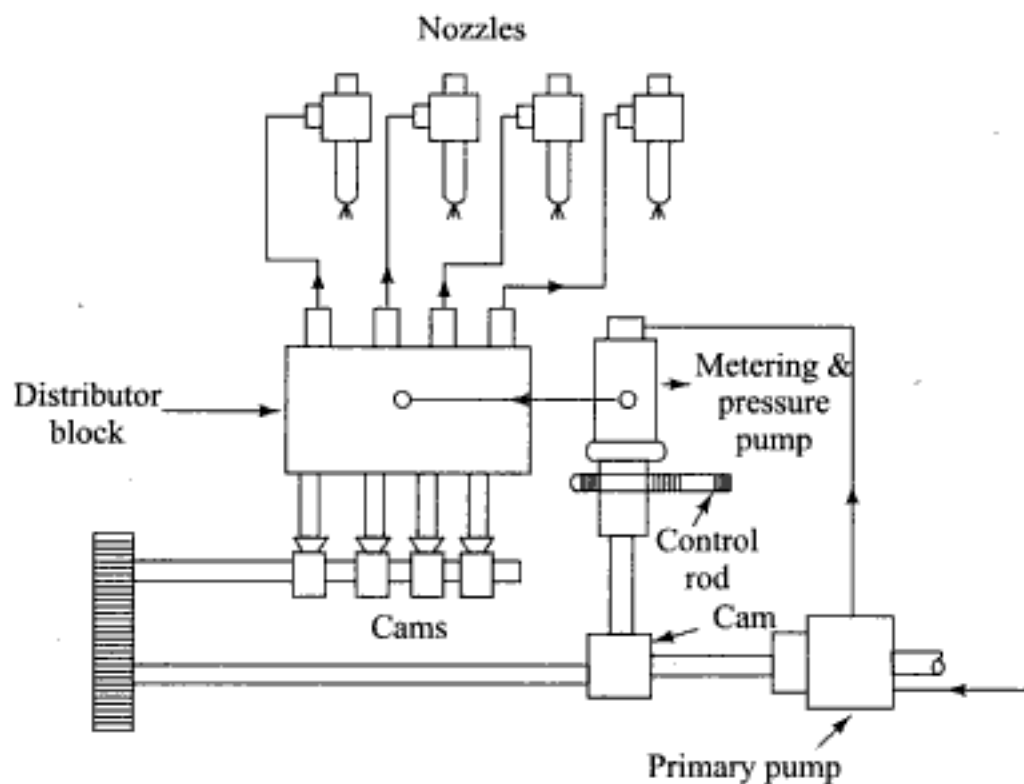 Nozzles
Distributor
block
Metering &
pressure
pump
Control
rod
Cam
Cams
Primary pump